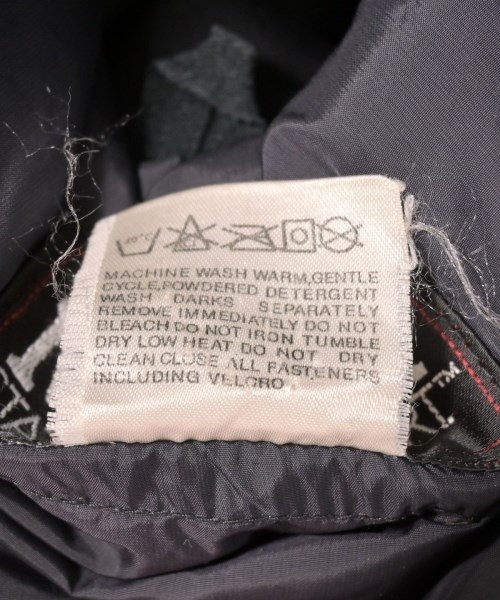 MACHINE WASH WARM,GENTLE
CYCLE,POWDERED DETERGENT
WASH DARKS SEPARATELY
REMOVE IMMEDIATELY DO NOT
BLEACH DO NOT IRON TUMBLE
DRY LOW HEAT DO NOT DRY
CLEAN CLOSE ALL FASTENERS
INCLUDING VELCRO
TM